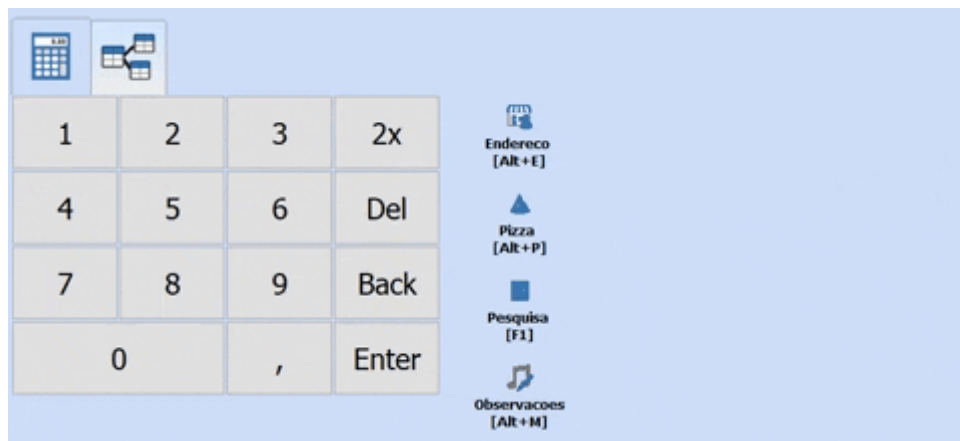 1 2 3 2x
4 5 6 Del
7 8 9 Back
0 , Enter
Endereco
[Alt+E]
Pizza
[Alt+P]
Pesquisa
[F1]
Observacoes
[Alt+M]